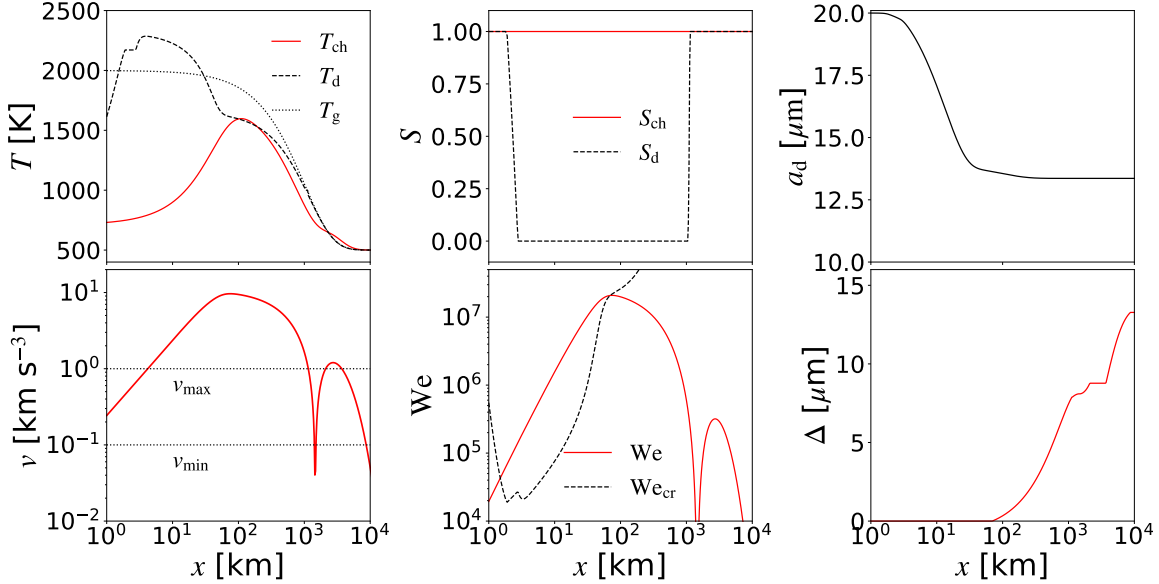 2500
2000
1500
1000
500
T [K]
T_ch
T_d
T_g
1.00
0.75
0.50
0.25
0.00
S
S_ch
S_d
20.0
17.5
15.0
12.5
10.0
a_d [μm]
10^1
10^0
10^-1
10^-2
v [km s^-3]
v_max
v_min
10^0 10^1 10^2 10^3 10^4
x [km]
10^7
10^6
10^5
10^4
We
We
We_cr
10^0 10^1 10^2 10^3 10^4
x [km]
15
10
5
0
Δ [μm]
10^0 10^1 10^2 10^3 10^4
x [km]